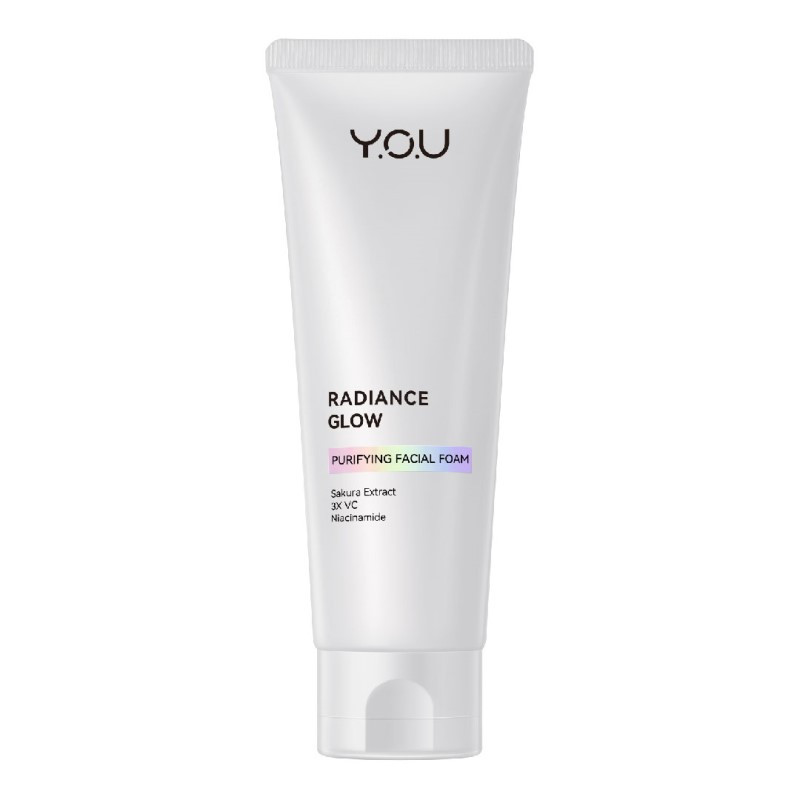 Y.O.U
RADIANCE
GLOW
PURIFYING FACIAL FOAM
Sakura Extract
3X VC
Niacinamide